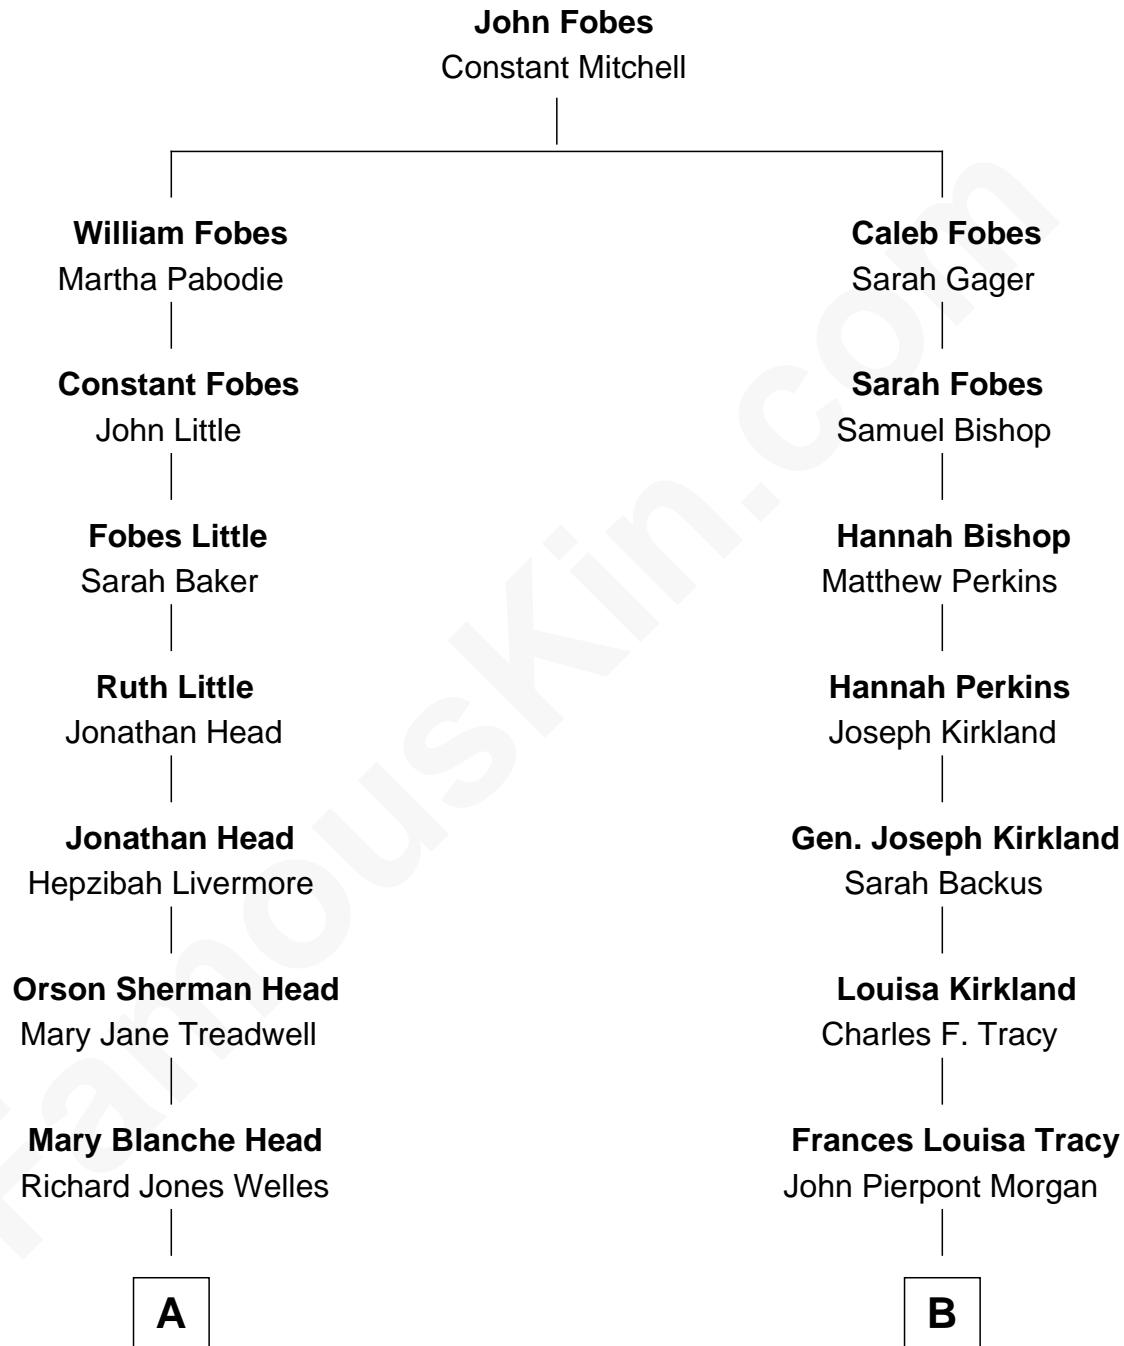 John Fobes
Constant Mitchell
William Fobes
Martha Pabodie
Caleb Fobes
Sarah Gager
Constant Fobes
John Little
Sarah Fobes
Samuel Bishop
Fobes Little
Sarah Baker
Hannah Bishop
Matthew Perkins
Ruth Little
Jonathan Head
Hannah Perkins
Joseph Kirkland
Jonathan Head
Hepzibah Livermore
Gen. Joseph Kirkland
Sarah Backus
Orson Sherman Head
Mary Jane Treadwell
Louisa Kirkland
Charles F. Tracy
Mary Blanche Head
Richard Jones Welles
Frances Louisa Tracy
John Pierpont Morgan
A
B
FamousKin.com